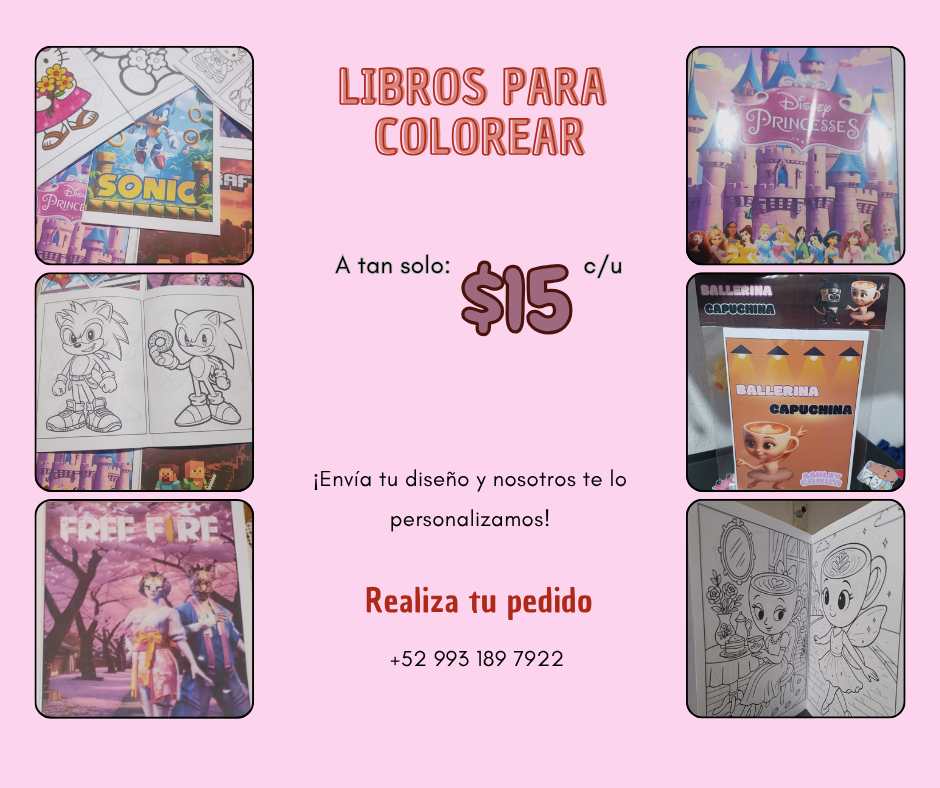 LIBROS PARA
COLOREAR
A tan solo: $15 c/u
¡Envía tu diseño y nosotros te lo
personalizamos!
Realiza tu pedido
+52 993 189 7922
SONIC
Disney
PRINCE
RAF
FREE FIRE
Disney
PRINCESSES
BALLERINA
CAPUCHINA
BALLERINA
CAPUCHINA